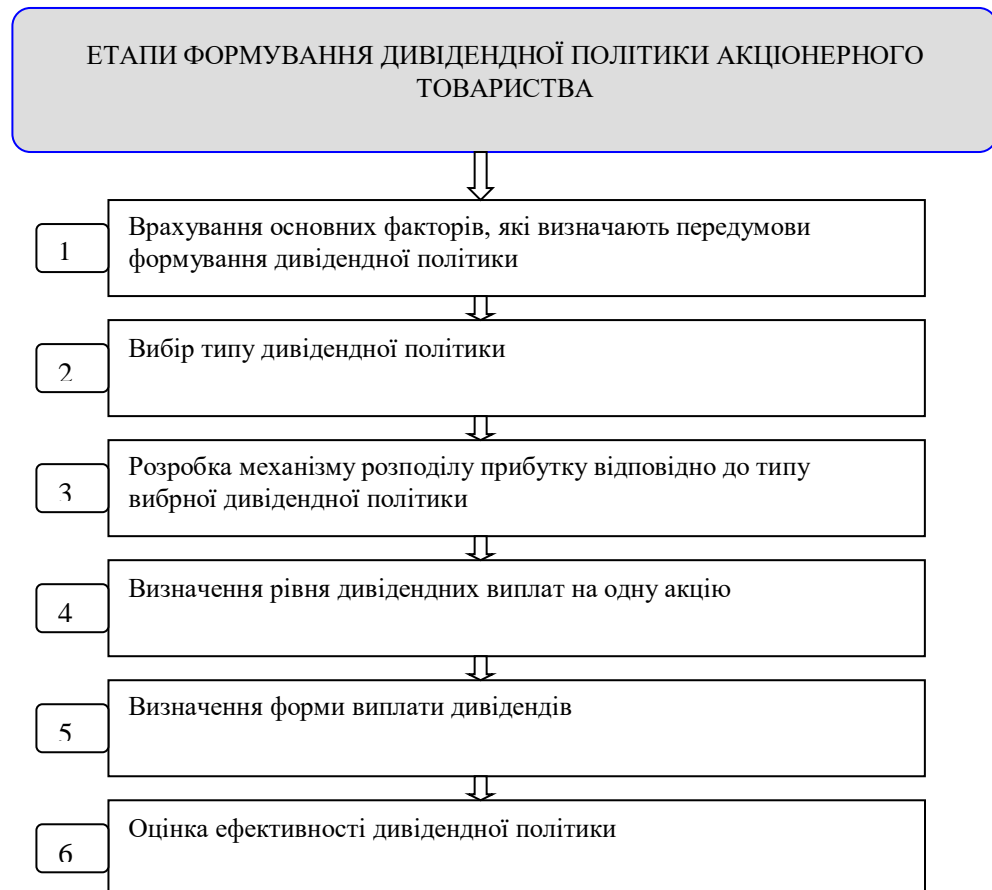 ЕТАПИ ФОРМУВАННЯ ДИВІДЕНДНОЇ ПОЛІТИКИ АКЦІОНЕРНОГО
ТОВАРИСТВА
1
Врахування основних факторів, які визначають передумови
формування дивідендної політики
2
Вибір типу дивідендної політики
3
Розробка механізму розподілу прибутку відповідно до типу
вибрної дивідендної політики
4
Визначення рівня дивідендних виплат на одну акцію
5
Визначення форми виплати дивідендів
6
Оцінка ефективності дивідендної політики